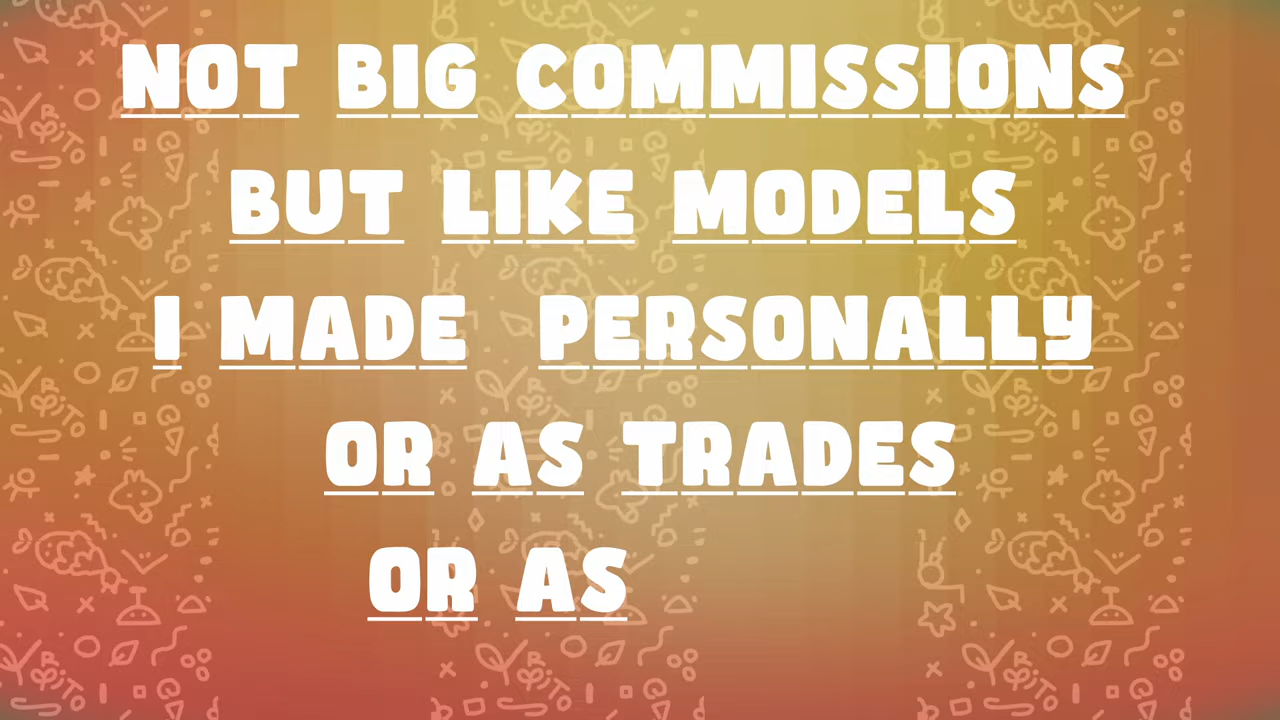 NOT BIG COMMISSIONS
BUT LIKE MODELS
I MADE PERSONALLY
OR AS TRADES
OR AS